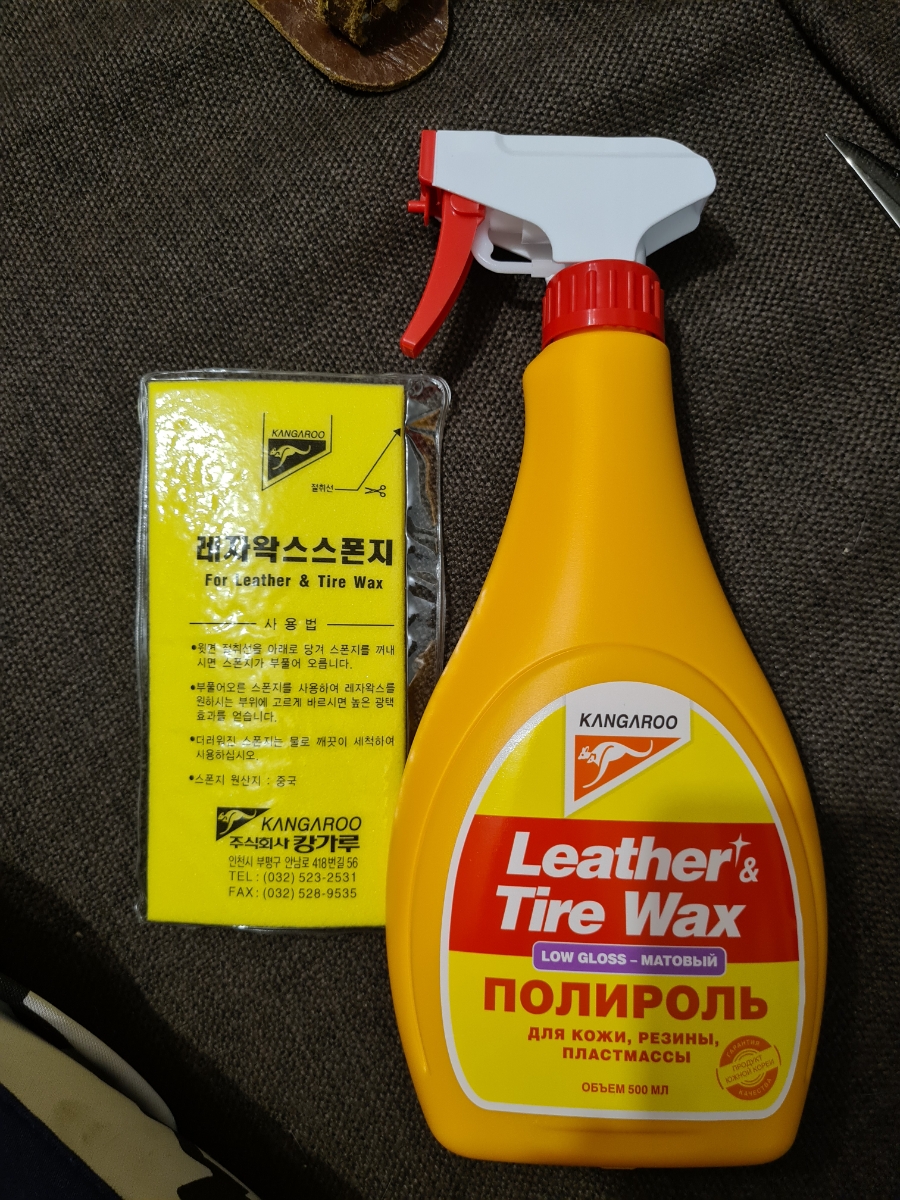 KANGAROO
절취선
레자왁스스폰지
For Leather & Tire Wax
사용법
•윗면 절취선을 아래로 당겨 스폰지를 꺼내
시면 스폰지가 부풀어 오릅니다.
•부풀어오른 스폰지를 사용하여 레자왁스를
원하시는 부위에 고르게 바르시면 높은 광택
효과를 얻습니다.
•더러워진 스폰지는 물로 깨끗이 세척하여
사용하십시오.
•스폰지 원산지 : 중국
KANGAROO
주식회사 캉가루
인천시 부평구 안남로 418번길 56
TEL : (032) 523-2531
FAX : (032) 528-9535
KANGAROO
Leather &
Tire Wax
LOW GLOSS – МАТОВЫЙ
ПОЛИРОЛЬ
ДЛЯ КОЖИ, РЕЗИНЫ,
ПЛАСТМАССЫ
ГАРАНТИЯ
ПРОДУКТ
ЮЖНОЙ КОРЕИ
КАЧЕСТВА
ОБЪЕМ 500 МЛ